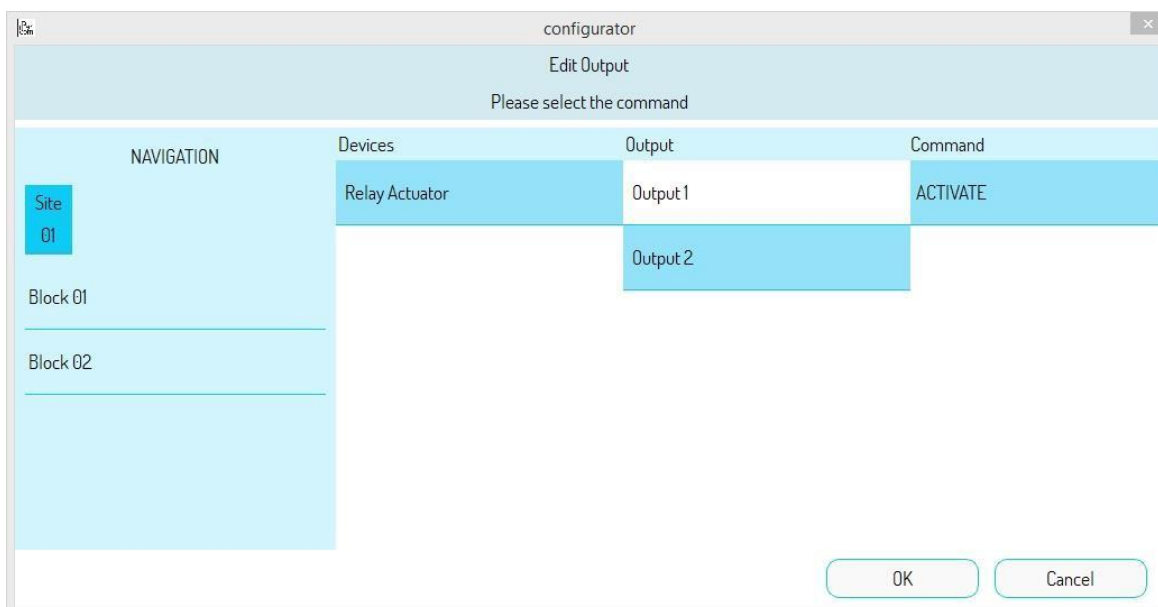 configurator
Edit Output
Please select the command
NAVIGATION
Site
01
Block 01
Block 02
Devices
Relay Actuator
Output
Output 1
Output 2
Command
ACTIVATE
OK
Cancel